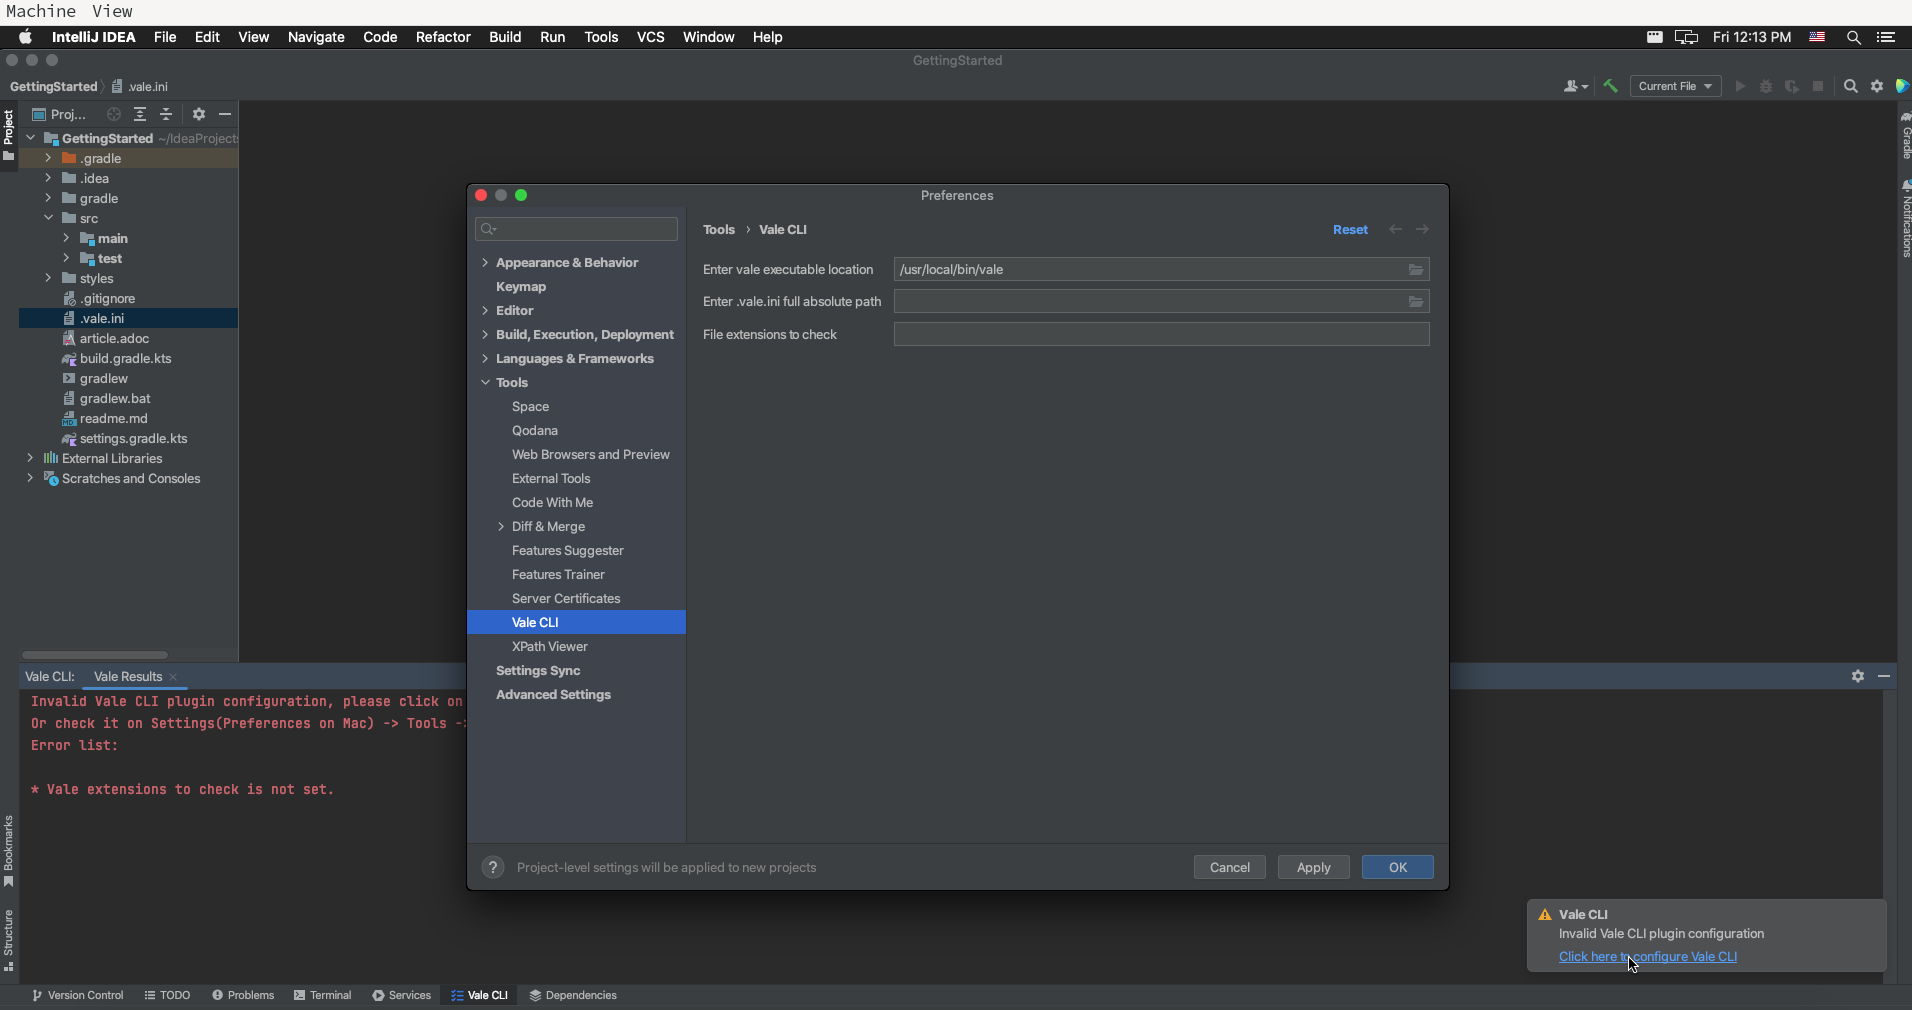 Machine View
IntelliJ IDEA File Edit View Navigate Code Refactor Build Run Tools VCS Window Help
Fri 12:13 PM
GettingStarted
GettingStarted .vale.ini
Current File
Project
Proj...
GettingStarted ~/IdeaProjects
.gradle
.idea
gradle
src
main
test
styles
.gitignore
.vale.ini
article.adoc
build.gradle.kts
gradlew
gradlew.bat
readme.md
settings.gradle.kts
External Libraries
Scratches and Consoles
Gradle
Notifications
Preferences
Appearance & Behavior
Keymap
Editor
Build, Execution, Deployment
Languages & Frameworks
Tools
Space
Qodana
Web Browsers and Preview
External Tools
Code With Me
Diff & Merge
Features Suggester
Features Trainer
Server Certificates
Vale CLI
XPath Viewer
Settings Sync
Advanced Settings
Tools › Vale CLI
Reset
Enter vale executable location /usr/local/bin/vale
Enter .vale.ini full absolute path
File extensions to check
? Project-level settings will be applied to new projects
Cancel Apply OK
Vale CLI: Vale Results
Invalid Vale CLI plugin configuration, please click on
Or check it on Settings(Preferences on Mac) -> Tools ->
Error list:
* Vale extensions to check is not set.
Bookmarks
Structure
Vale CLI
Invalid Vale CLI plugin configuration
Click here to configure Vale CLI
Version Control TODO Problems Terminal Services Vale CLI Dependencies